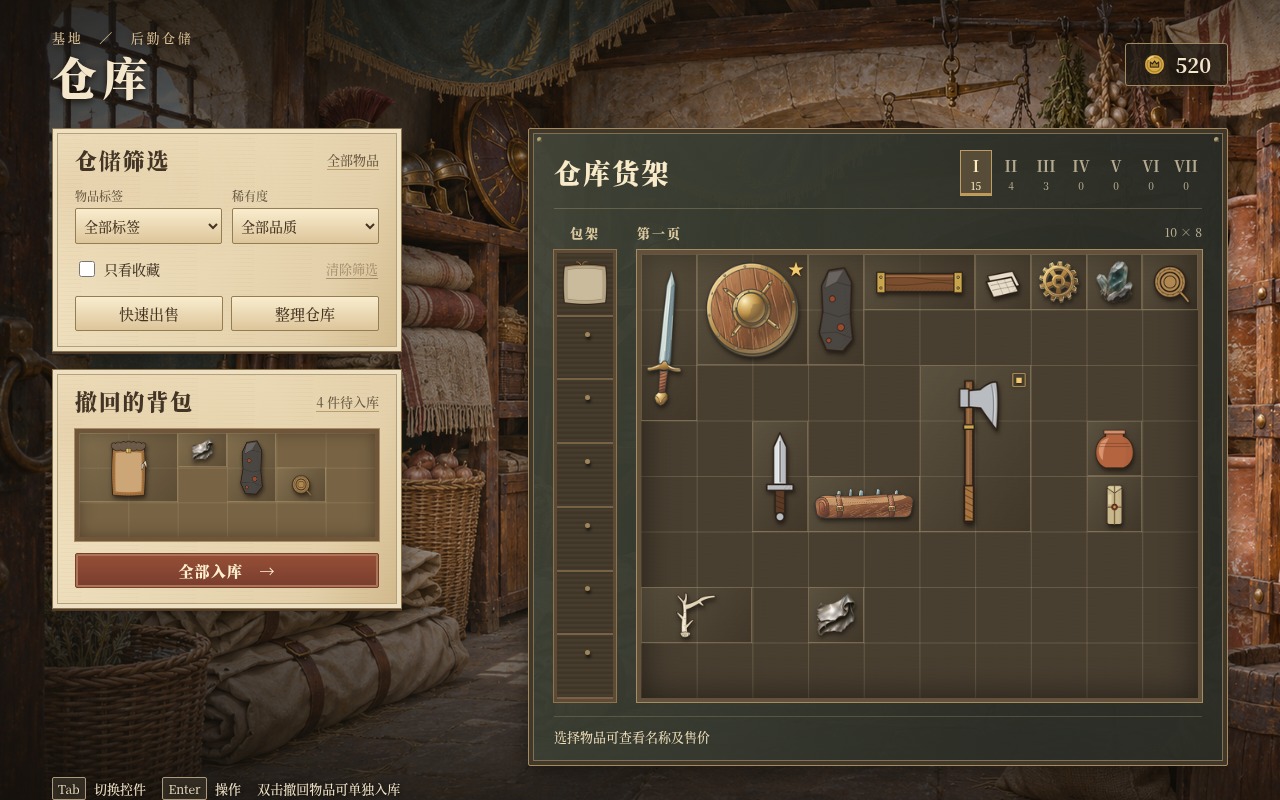 基地 ／ 后勤仓储
仓库
520
仓储筛选 全部物品
物品标签 稀有度
全部标签 全部品质
只看收藏 清除筛选
快速出售 整理仓库
撤回的背包 4 件待入库
全部入库 →
仓库货架
I II III IV V VI VII
15 4 3 0 0 0 0
包架 第一页 10 × 8
选择物品可查看名称及售价
Tab 切换控件 Enter 操作 双击撤回物品可单独入库